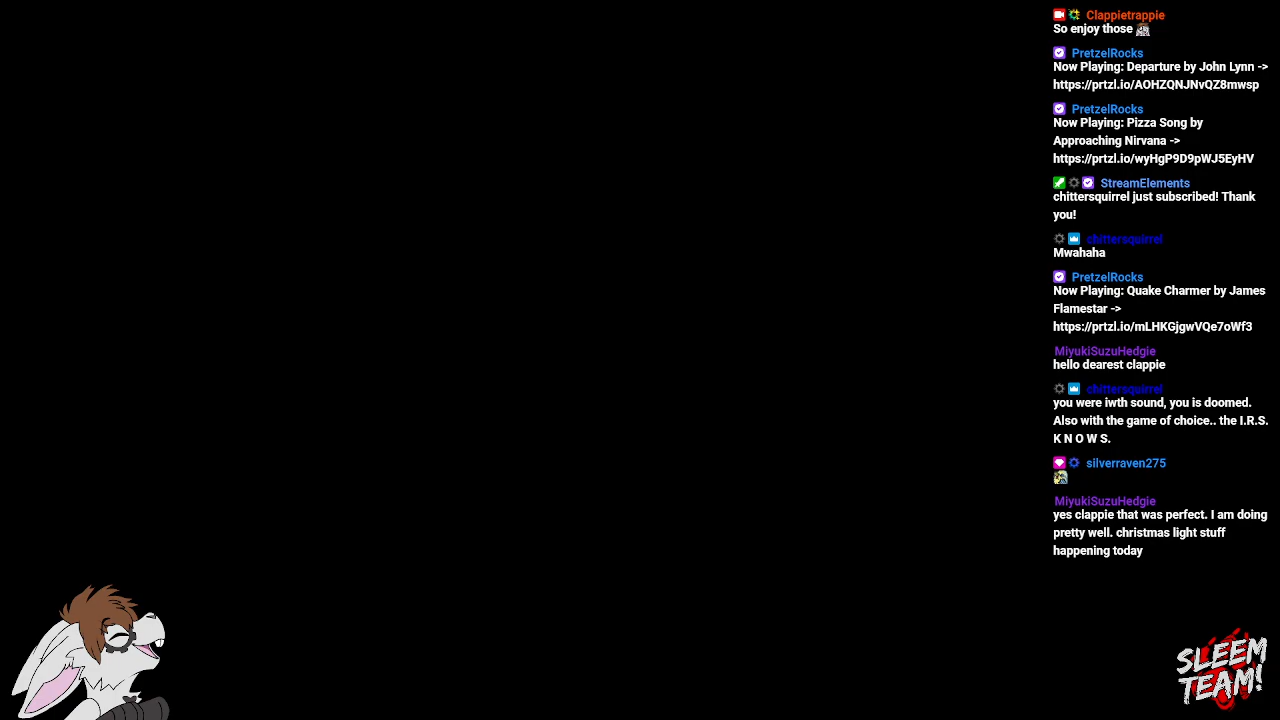 Clappietrappie
So enjoy those
PretzelRocks
Now Playing: Departure by John Lynn ->
https://prtzl.io/AOHZQNJNvQZ8mwsp
PretzelRocks
Now Playing: Pizza Song by
Approaching Nirvana ->
https://prtzl.io/wyHgP9D9pWJ5EyHV
StreamElements
chittersquirrel just subscribed! Thank
you!
chittersquirrel
Mwahaha
PretzelRocks
Now Playing: Quake Charmer by James
Flamestar ->
https://prtzl.io/mLHKGjgwVQe7oWf3
MiyukiSuzuHedgie
hello dearest clappie
chittersquirrel
you were iwth sound, you is doomed.
Also with the game of choice.. the I.R.S.
K N O W S.
silverraven275
MiyukiSuzuHedgie
yes clappie that was perfect. I am doing
pretty well. christmas light stuff
happening today
SLEEM
TEAM!